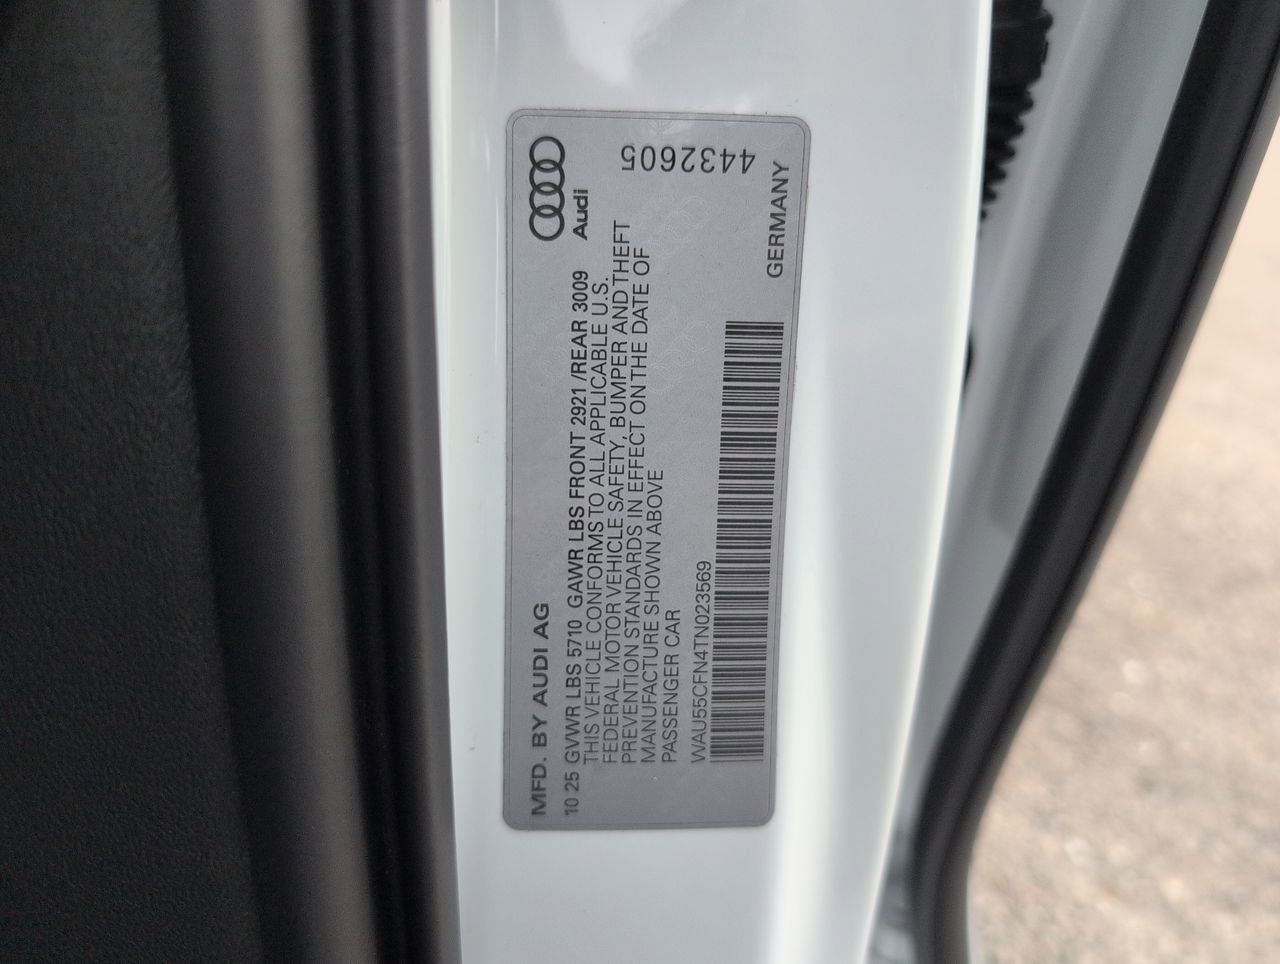 MFD. BY AUDI AG
Audi
10 25 GVWR LBS 5710 GAWR LBS FRONT 2921 /REAR 3009
THIS VEHICLE CONFORMS TO ALL APPLICABLE U.S.
FEDERAL MOTOR VEHICLE SAFETY, BUMPER AND THEFT
PREVENTION STANDARDS IN EFFECT ON THE DATE OF
MANUFACTURE SHOWN ABOVE
PASSENGER CAR
WAU55CFN4TN023569
4432605
GERMANY